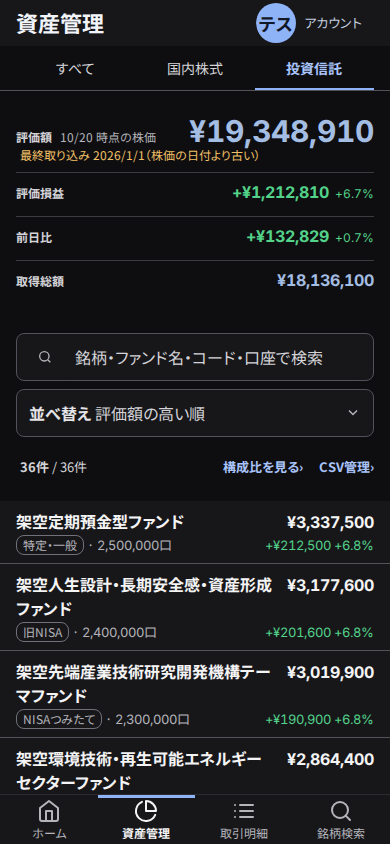 資産管理
テス アカウント
すべて 国内株式 投資信託
評価額 10/20 時点の株価 ¥19,348,910
最終取り込み 2026/1/1（株価の日付より古い）
評価損益 +¥1,212,810 +6.7%
前日比 +¥132,829 +0.7%
取得総額 ¥18,136,100
銘柄・ファンド名・コード・口座で検索
並べ替え 評価額の高い順
36件 / 36件 構成比を見る› CSV管理›
架空定期預金型ファンド ¥3,337,500
特定・一般 · 2,500,000口 +¥212,500 +6.8%
架空人生設計・長期安全感・資産形成 ¥3,177,600
ファンド
旧NISA · 2,400,000口 +¥201,600 +6.8%
架空先端産業技術研究開発機構テー ¥3,019,900
マファンド
NISAつみたて · 2,300,000口 +¥190,900 +6.8%
架空環境技術・再生可能エネルギー ¥2,864,400
セクターファンド
ホーム 資産管理 取引明細 銘柄検索